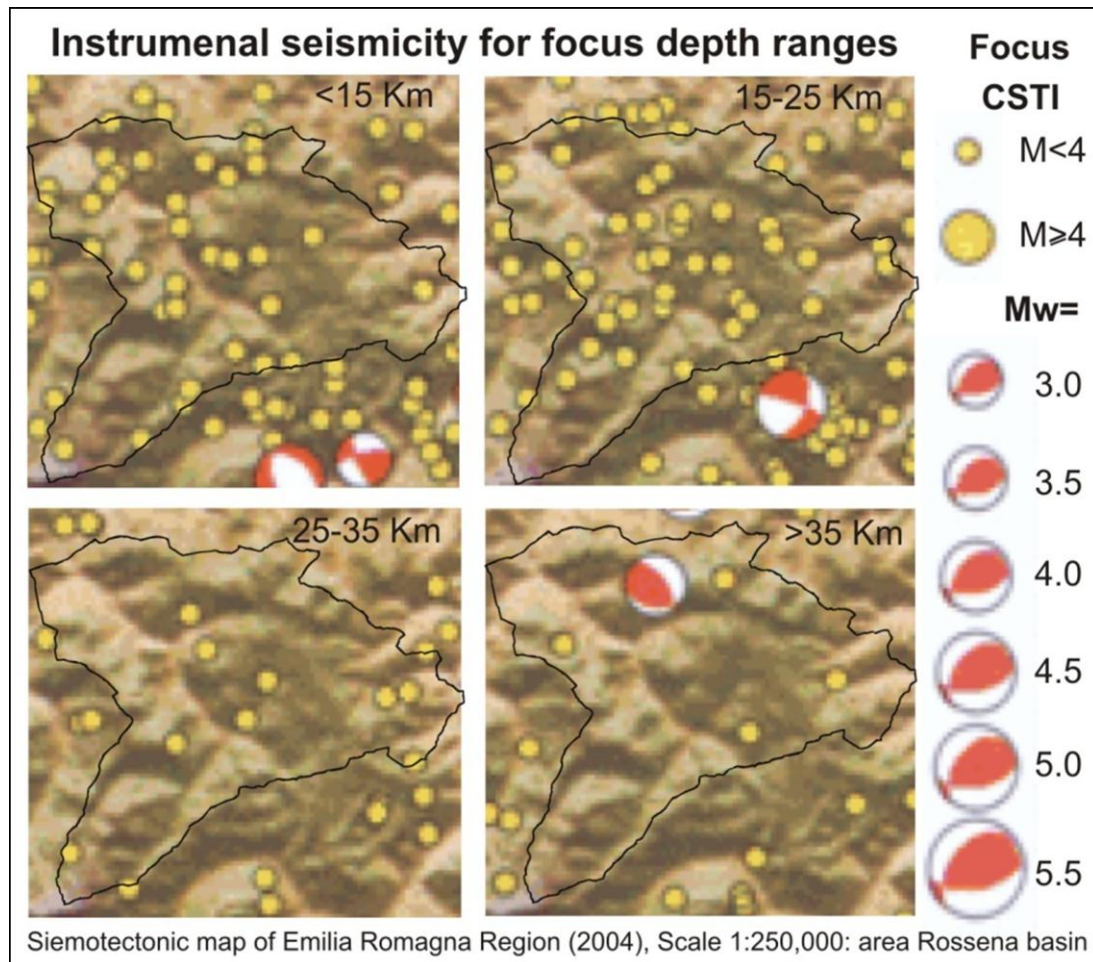 Instrumenal seismicity for focus depth ranges
<15 Km
15-25 Km
25-35 Km
>35 Km
Focus
CSTI
M<4
M⩾4
Mw=
3.0
3.5
4.0
4.5
5.0
5.5
Siemotectonic map of Emilia Romagna Region (2004), Scale 1:250,000: area Rossena basin